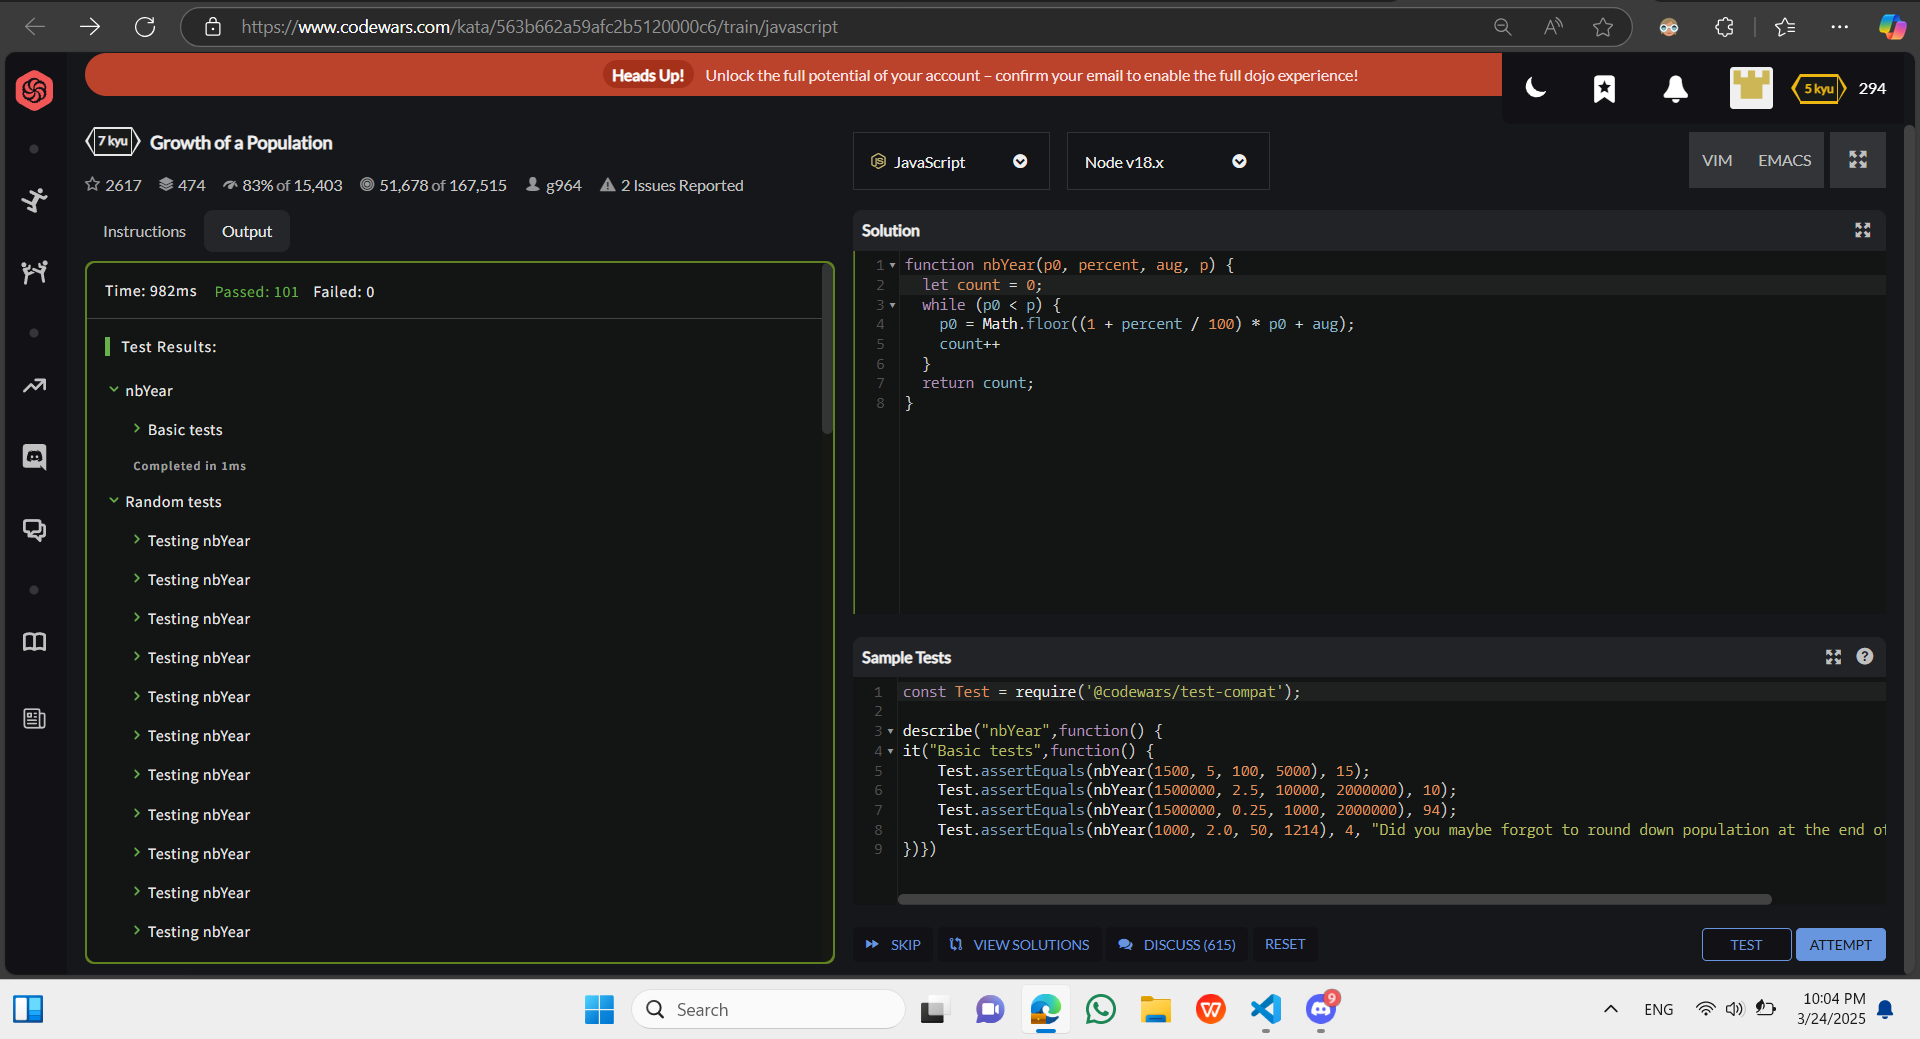 https://www.codewars.com/kata/563b662a59afc2b5120000c6/train/javascript
Heads Up! Unlock the full potential of your account – confirm your email to enable the full dojo experience!
5 kyu 294
7 kyu Growth of a Population
2617 474 83% of 15,403 51,678 of 167,515 g964 2 Issues Reported
Instructions Output
Time: 982ms Passed: 101 Failed: 0
Test Results:
nbYear
Basic tests
Completed in 1ms
Random tests
Testing nbYear
Testing nbYear
Testing nbYear
Testing nbYear
Testing nbYear
Testing nbYear
Testing nbYear
Testing nbYear
Testing nbYear
Testing nbYear
Testing nbYear
JavaScript Node v18.x VIM EMACS
Solution
1 function nbYear(p0, percent, aug, p) {
2 let count = 0;
3 while (p0 < p) {
4 p0 = Math.floor((1 + percent / 100) * p0 + aug);
5 count++
6 }
7 return count;
8 }
Sample Tests
1 const Test = require('@codewars/test-compat');
2
3 describe("nbYear",function() {
4 it("Basic tests",function() {
5 Test.assertEquals(nbYear(1500, 5, 100, 5000), 15);
6 Test.assertEquals(nbYear(1500000, 2.5, 10000, 2000000), 10);
7 Test.assertEquals(nbYear(1500000, 0.25, 1000, 2000000), 94);
8 Test.assertEquals(nbYear(1000, 2.0, 50, 1214), 4, "Did you maybe forgot to round down population at the end of
9 })})
SKIP VIEW SOLUTIONS DISCUSS (615) RESET TEST ATTEMPT
Search 9 ENG 10:04 PM
3/24/2025